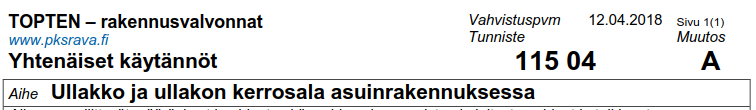 TOPTEN – rakennusvalvonnat Vahvistuspvm 12.04.2018 Sivu 1(1)
www.pksrava.fi Tunniste Muutos
Yhtenäiset käytännöt 115 04 A
Aihe Ullakko ja ullakon kerrosala asuinrakennuksessa